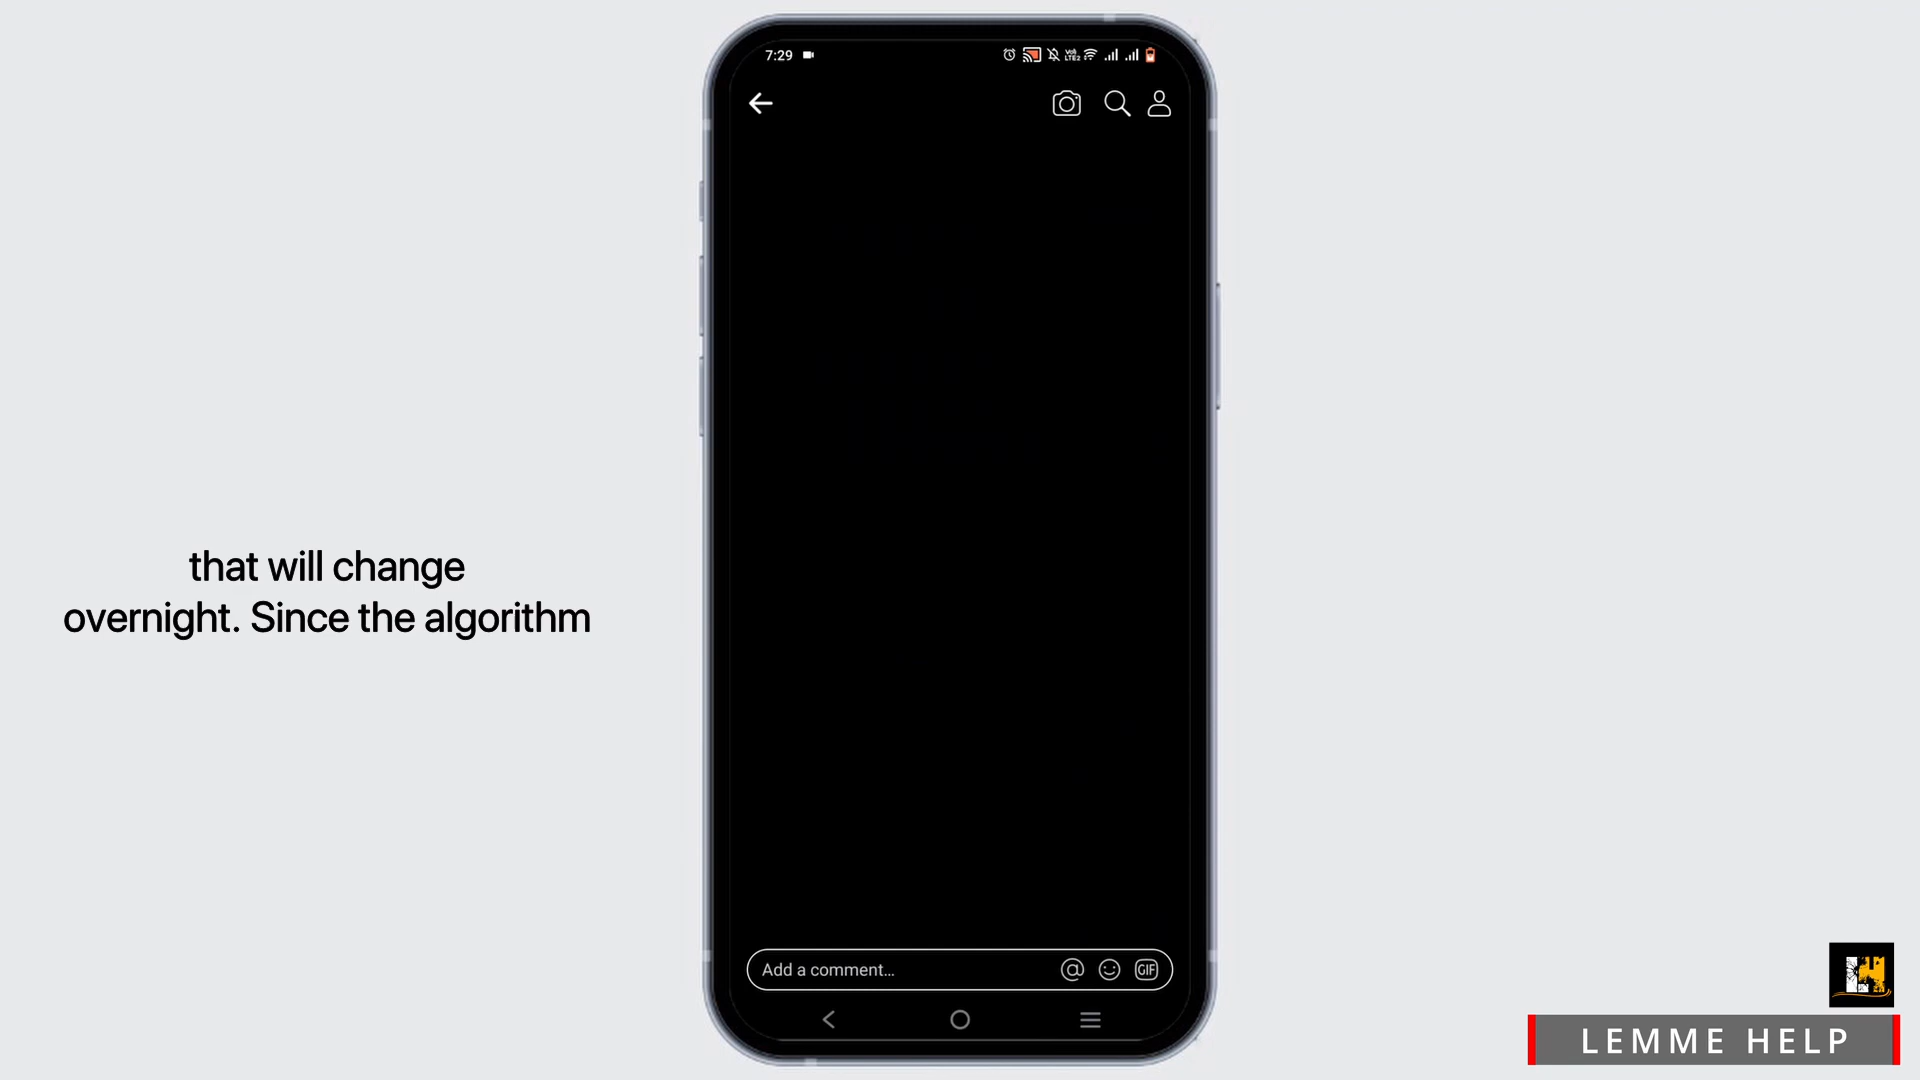 7:29
that will change
overnight. Since the algorithm
Add a comment...
GIF
LEMME HELP